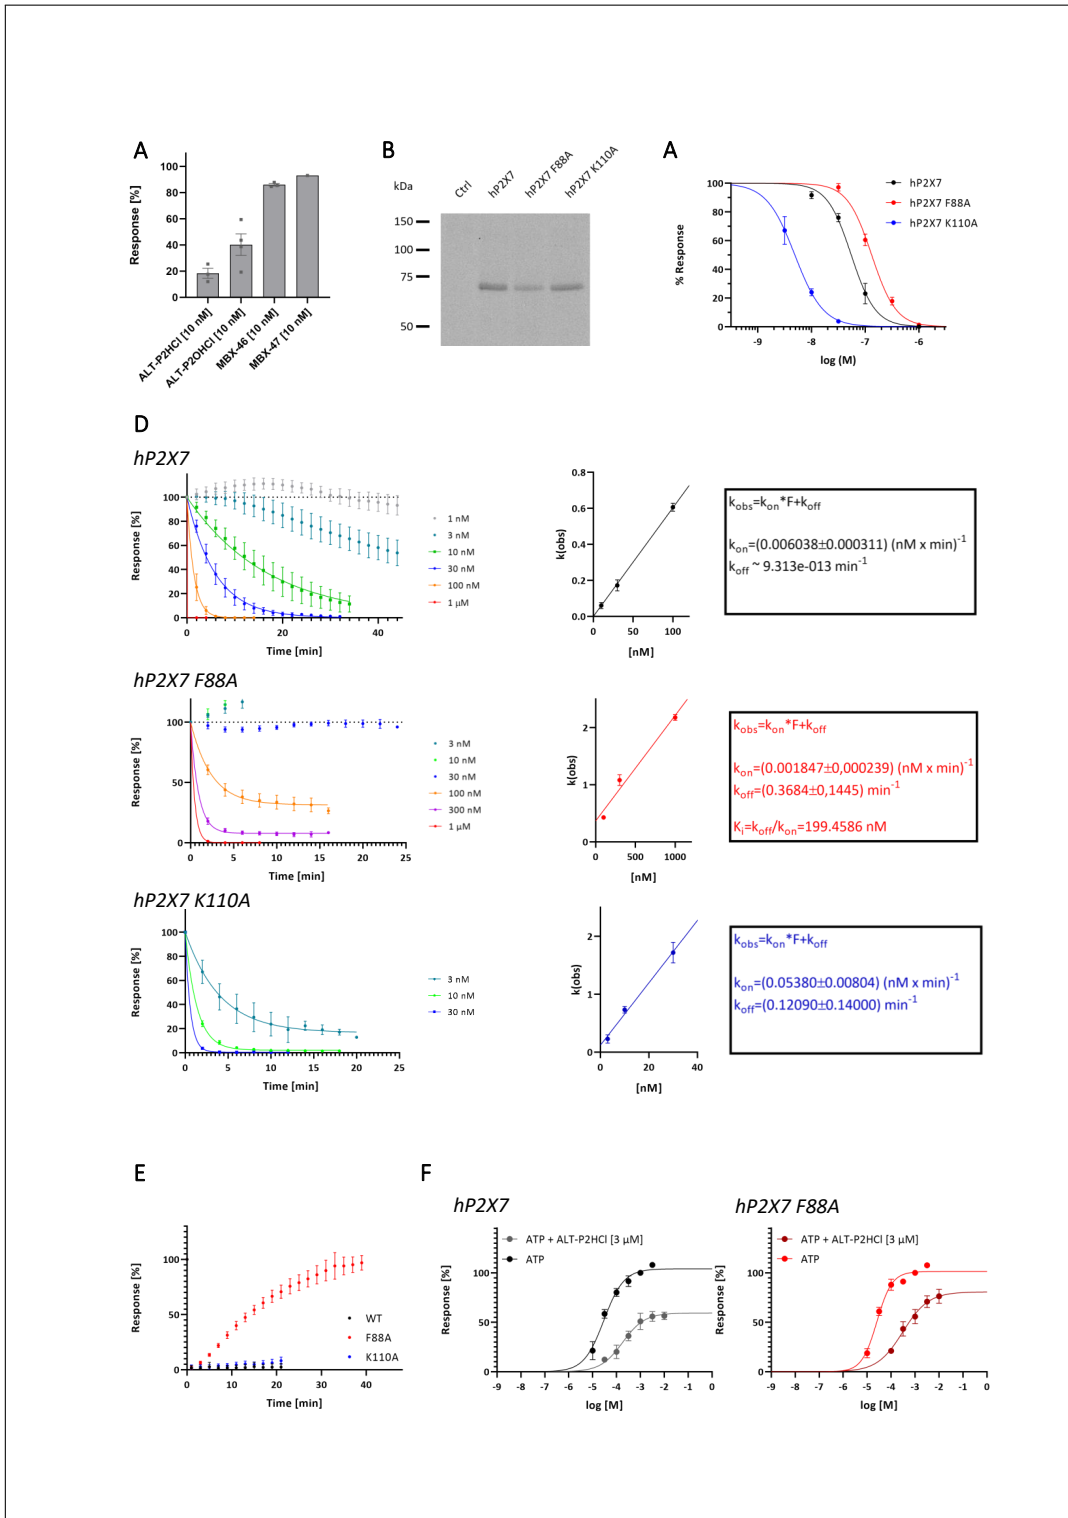 A
Response [%]
100
80
60
40
20
0
ALT-P2HCl [10 nM]
ALT-P2OHCl [10 nM]
MBX-46 [10 nM]
MBX-47 [10 nM]
B
Ctrl
hP2X7
hP2X7 F88A
hP2X7 K110A
kDa
150
100
75
50
A
% Response
100
80
60
40
20
0
-9 -8 -7 -6
log (M)
hP2X7
hP2X7 F88A
hP2X7 K110A
D
hP2X7
Response [%]
100
80
60
40
20
0
0 20 40
Time [min]
1 nM
3 nM
10 nM
30 nM
100 nM
1 µM
k(obs)
0.8
0.6
0.4
0.2
0.0
0 50 100
[nM]
kobs=kon*F+koff
kon=(0.006038±0.000311) (nM x min)-1
koff ~ 9.313e-013 min-1
hP2X7 F88A
Response [%]
100
50
0
0 5 10 15 20 25
Time [min]
3 nM
10 nM
30 nM
100 nM
300 nM
1 µM
k(obs)
2
1
0
0 500 1000
[nM]
kobs=kon*F+koff
kon=(0.001847±0,000239) (nM x min)-1
koff=(0.3684±0,1445) min-1
Ki=koff/kon=199.4586 nM
hP2X7 K110A
Response [%]
100
80
60
40
20
0
0 5 10 15 20 25
Time [min]
3 nM
10 nM
30 nM
k(obs)
2
1
0
0 20 40
[nM]
kobs=kon*F+koff
kon=(0.05380±0.00804) (nM x min)-1
koff=(0.12090±0.14000) min-1
E
Response [%]
100
50
0
0 10 20 30 40
Time [min]
WT
F88A
K110A
F
hP2X7
Response [%]
100
50
0
-9 -8 -7 -6 -5 -4 -3 -2 -1 0
log [M]
ATP + ALT-P2HCl [3 µM]
ATP
hP2X7 F88A
Response [%]
100
50
0
-9 -8 -7 -6 -5 -4 -3 -2 -1 0
log [M]
ATP + ALT-P2HCl [3 µM]
ATP